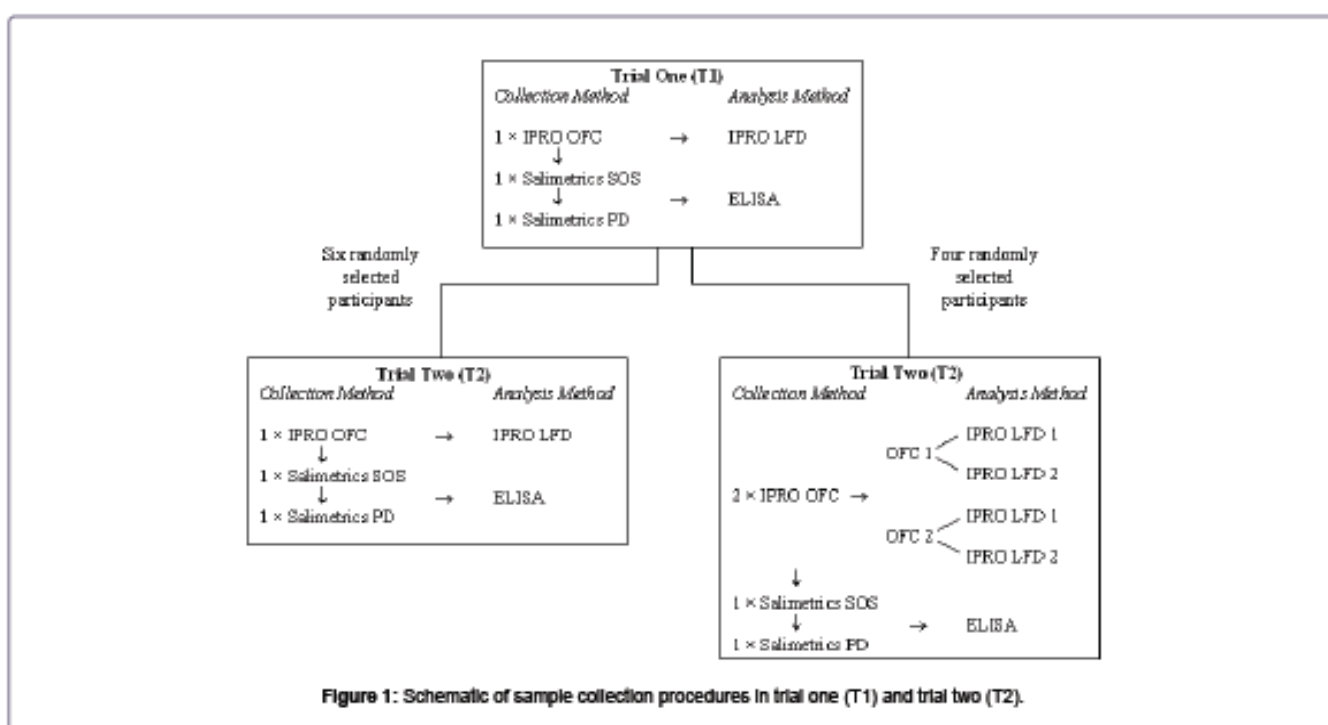 Trial One (T1)
Collection Method Analysis Method
1 × IPRO OFC → IPRO LFD
↓
1 × Salimetrics SOS
↓ → ELISA
1 × Salimetrics PD
Six randomly
selected
participants
Four randomly
selected
participants
Trial Two (T2)
Collection Method Analysis Method
1 × IPRO OFC → IPRO LFD
↓
1 × Salimetrics SOS
↓ → ELISA
1 × Salimetrics PD
Trial Two (T2)
Collection Method Analysis Method
IPRO LFD 1
OFC 1
IPRO LFD 2
2 × IPRO OFC →
IPRO LFD 1
OFC 2
IPRO LFD 2
↓
1 × Salimetrics SOS
↓ → ELISA
1 × Salimetrics PD
Figure 1: Schematic of sample collection procedures in trial one (T1) and trial two (T2).